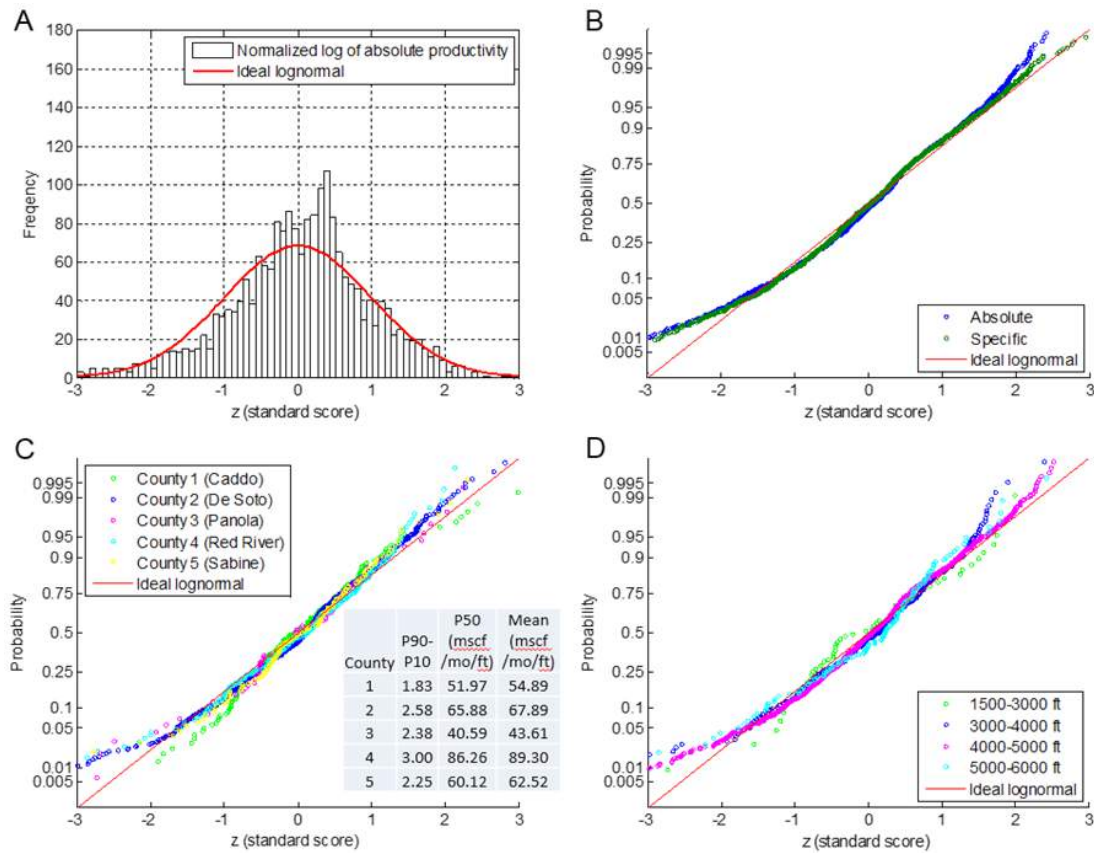 A
180
160
140
120
100
80
60
40
20
0
Freqency
Normalized log of absolute productivity
Ideal lognormal
-3 -2 -1 0 1 2 3
z (standard score)
B
0.995
0.99
0.95
0.9
0.75
0.5
0.25
0.1
0.05
0.01
0.005
Probability
Absolute
Specific
Ideal lognormal
-3 -2 -1 0 1 2 3
z (standard score)
C
0.995
0.99
0.95
0.9
0.75
0.5
0.25
0.1
0.05
0.01
0.005
Probability
County 1 (Caddo)
County 2 (De Soto)
County 3 (Panola)
County 4 (Red River)
County 5 (Sabine)
Ideal lognormal
County P90-P10 P50 (mscf /mo/ft) Mean (mscf /mo/ft)
1 1.83 51.97 54.89
2 2.58 65.88 67.89
3 2.38 40.59 43.61
4 3.00 86.26 89.30
5 2.25 60.12 62.52
-3 -2 -1 0 1 2 3
z (standard score)
D
0.995
0.99
0.95
0.9
0.75
0.5
0.25
0.1
0.05
0.01
0.005
Probability
1500-3000 ft
3000-4000 ft
4000-5000 ft
5000-6000 ft
Ideal lognormal
-3 -2 -1 0 1 2 3
z (standard score)